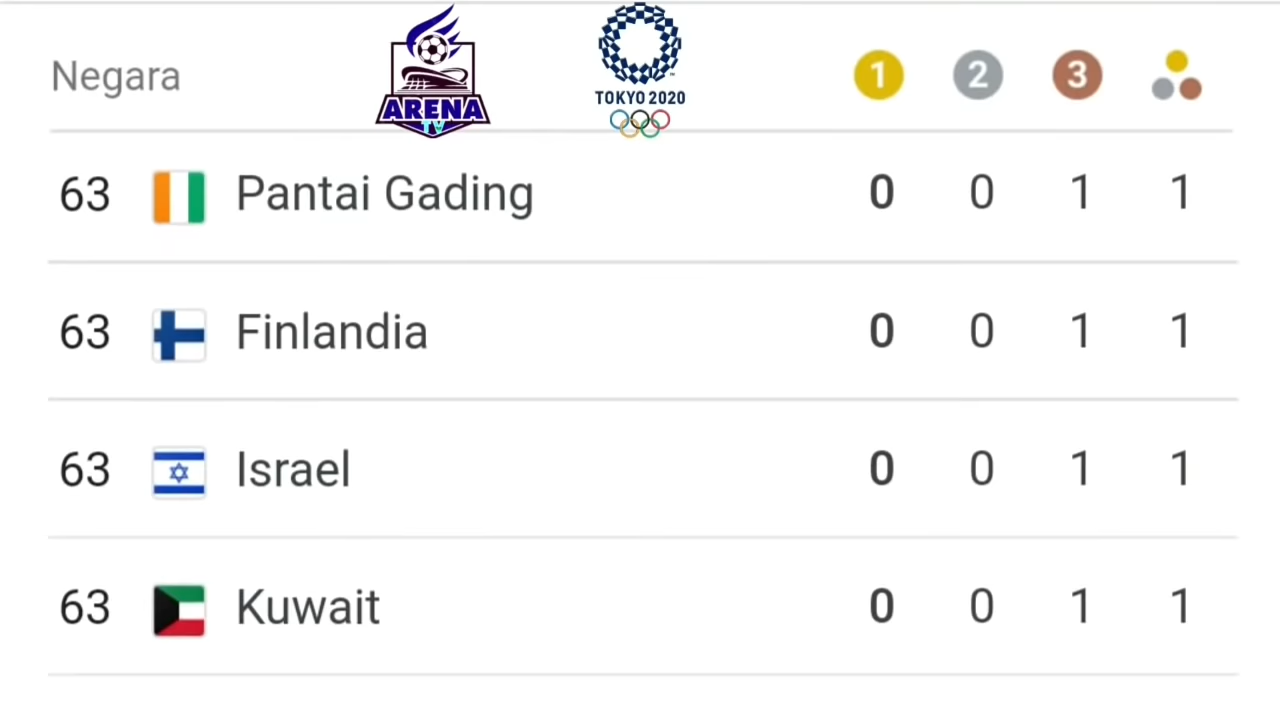 Negara
ARENA
TV
TOKYO 2020
1 2 3
63 Pantai Gading 0 0 1 1
63 Finlandia 0 0 1 1
63 Israel 0 0 1 1
63 Kuwait 0 0 1 1